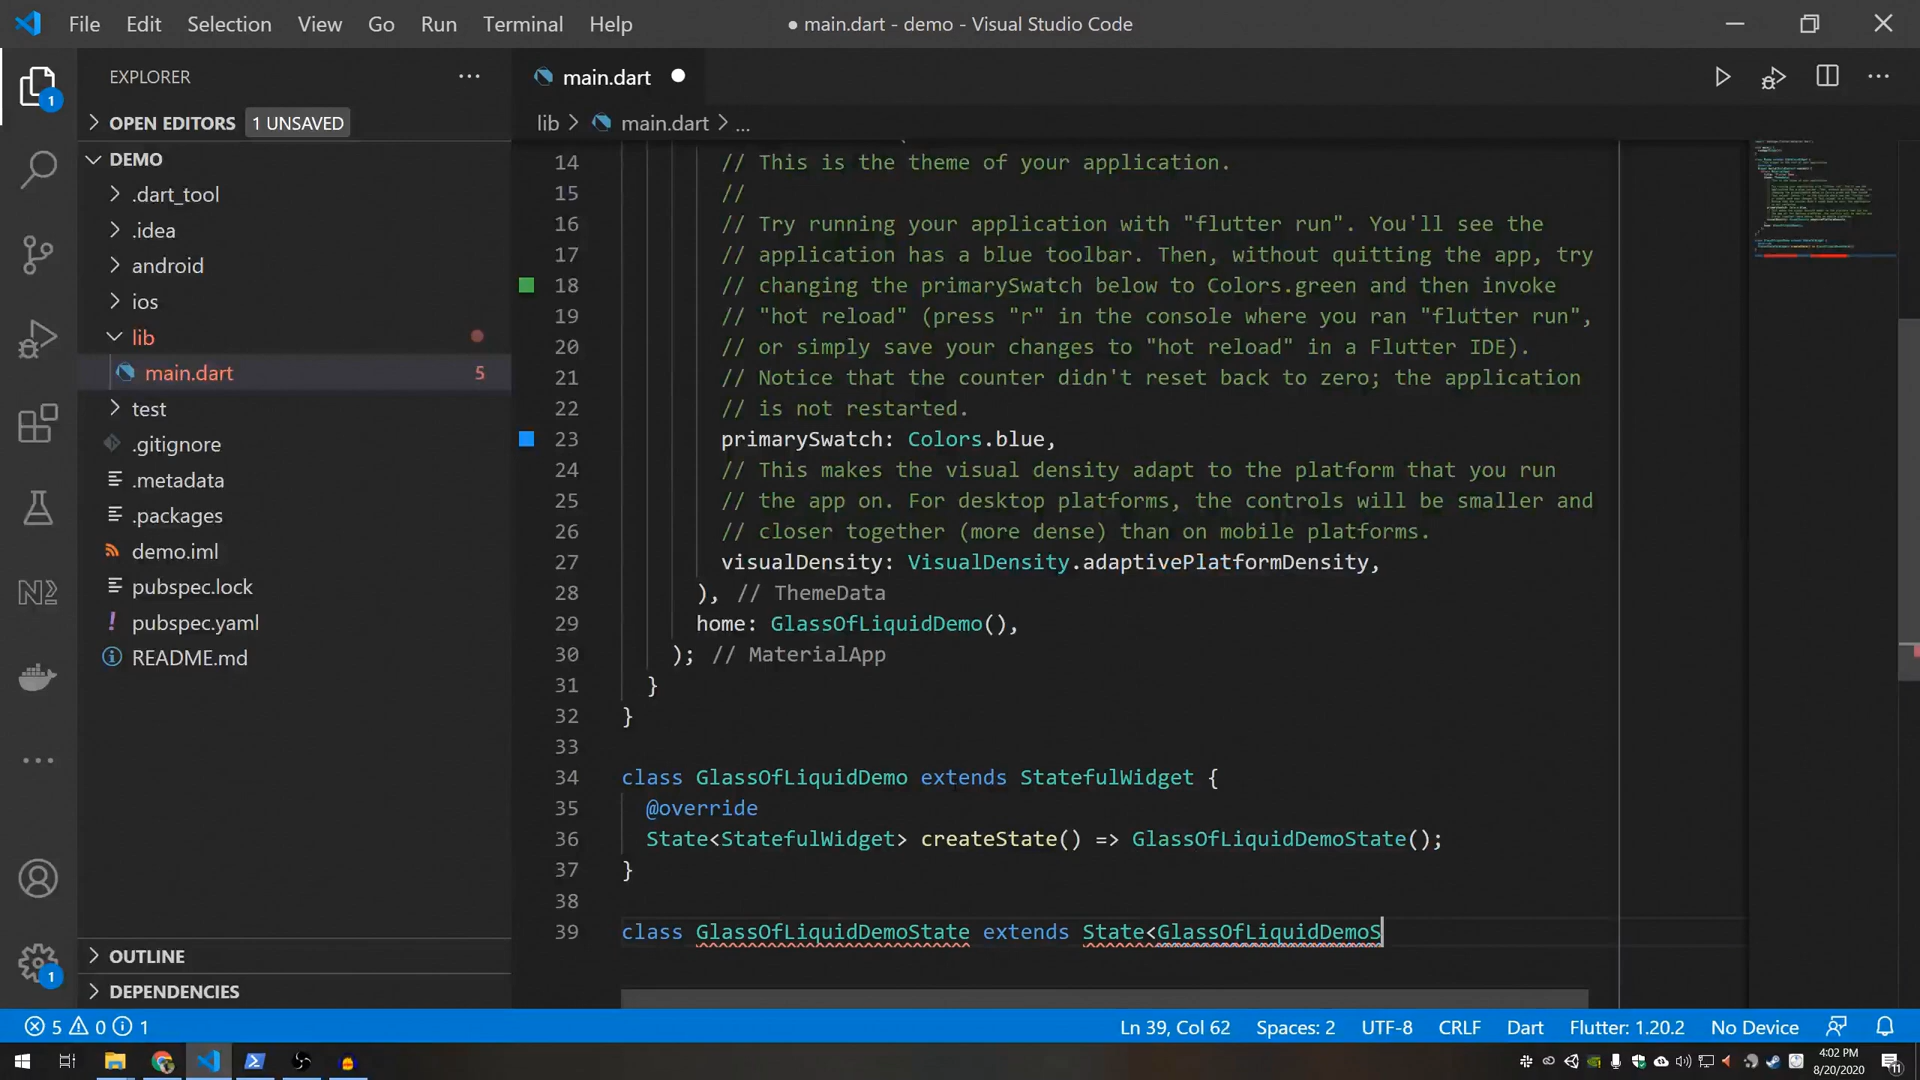 File Edit Selection View Go Run Terminal Help ● main.dart - demo - Visual Studio Code
EXPLORER
OPEN EDITORS 1 UNSAVED
DEMO
.dart_tool
.idea
android
ios
lib
main.dart 5
test
.gitignore
.metadata
.packages
demo.iml
pubspec.lock
pubspec.yaml
README.md
OUTLINE
DEPENDENCIES
1
1
main.dart
lib > main.dart > ...
14 // This is the theme of your application.
15 //
16 // Try running your application with "flutter run". You'll see the
17 // application has a blue toolbar. Then, without quitting the app, try
18 // changing the primarySwatch below to Colors.green and then invoke
19 // "hot reload" (press "r" in the console where you ran "flutter run",
20 // or simply save your changes to "hot reload" in a Flutter IDE).
21 // Notice that the counter didn't reset back to zero; the application
22 // is not restarted.
23 primarySwatch: Colors.blue,
24 // This makes the visual density adapt to the platform that you run
25 // the app on. For desktop platforms, the controls will be smaller and
26 // closer together (more dense) than on mobile platforms.
27 visualDensity: VisualDensity.adaptivePlatformDensity,
28 ), // ThemeData
29 home: GlassOfLiquidDemo(),
30 ); // MaterialApp
31 }
32 }
33
34 class GlassOfLiquidDemo extends StatefulWidget {
35 @override
36 State<StatefulWidget> createState() => GlassOfLiquidDemoState();
37 }
38
39 class GlassOfLiquidDemoState extends State<GlassOfLiquidDemoS
5 0 1 Ln 39, Col 62 Spaces: 2 UTF-8 CRLF Dart Flutter: 1.20.2 No Device
4:02 PM
8/20/2020
11